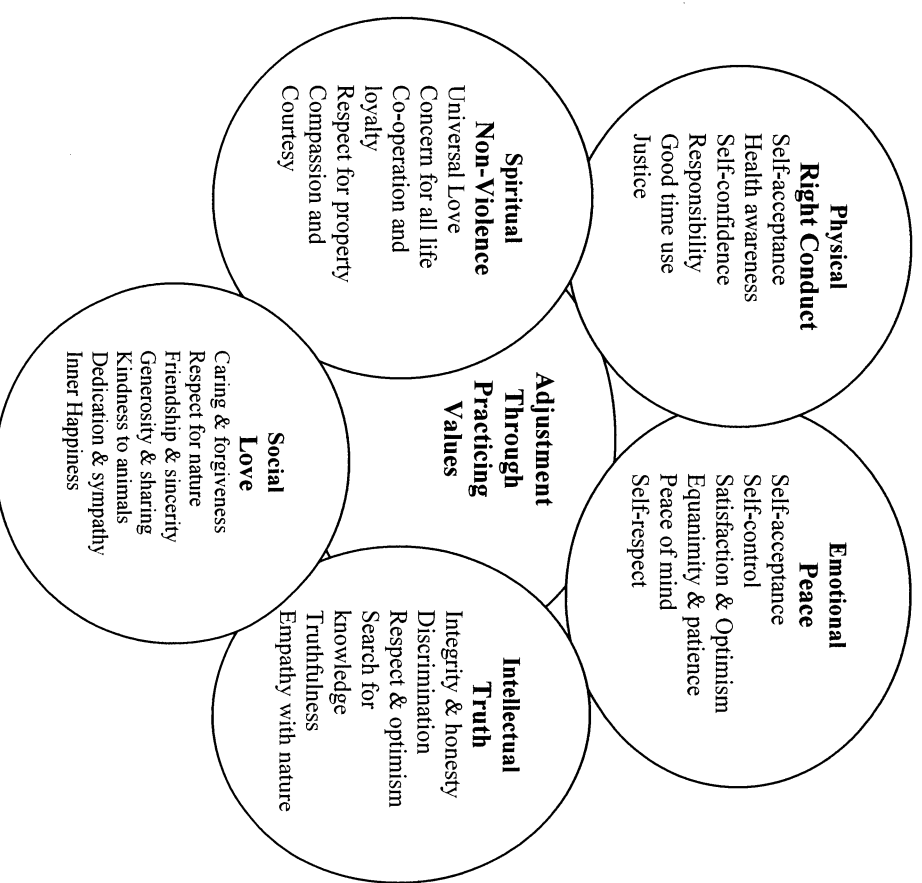 Physical
Right Conduct
Self-acceptance
Health awareness
Self-confidence
Responsibility
Good time use
Justice
Emotional
Peace
Self-acceptance
Self-control
Satisfaction & Optimism
Equanimity & patience
Peace of mind
Self-respect
Spiritual
Non-Violence
Universal Love
Concern for all life
Co-operation and
loyalty
Respect for property
Compassion and
Courtesy
Adjustment
Through
Practicing
Values
Intellectual
Truth
Integrity & honesty
Discrimination
Respect & optimism
Search for
knowledge
Truthfulness
Empathy with nature
Social
Love
Caring & forgiveness
Respect for nature
Friendship & sincerity
Generosity & sharing
Kindness to animals
Dedication & sympathy
Inner Happiness